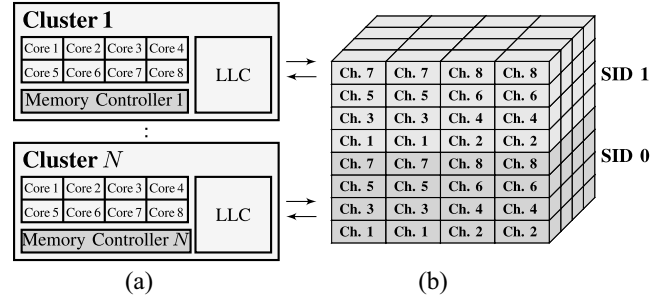 Cluster 1
Core 1 Core 2 Core 3 Core 4
Core 5 Core 6 Core 7 Core 8
Memory Controller 1
LLC
:
Cluster N
Core 1 Core 2 Core 3 Core 4
Core 5 Core 6 Core 7 Core 8
Memory Controller N
LLC
(a)
Ch. 7 Ch. 7 Ch. 8 Ch. 8
Ch. 5 Ch. 5 Ch. 6 Ch. 6
Ch. 3 Ch. 3 Ch. 4 Ch. 4
Ch. 1 Ch. 1 Ch. 2 Ch. 2
Ch. 7 Ch. 7 Ch. 8 Ch. 8
Ch. 5 Ch. 5 Ch. 6 Ch. 6
Ch. 3 Ch. 3 Ch. 4 Ch. 4
Ch. 1 Ch. 1 Ch. 2 Ch. 2
SID 1
SID 0
(b)